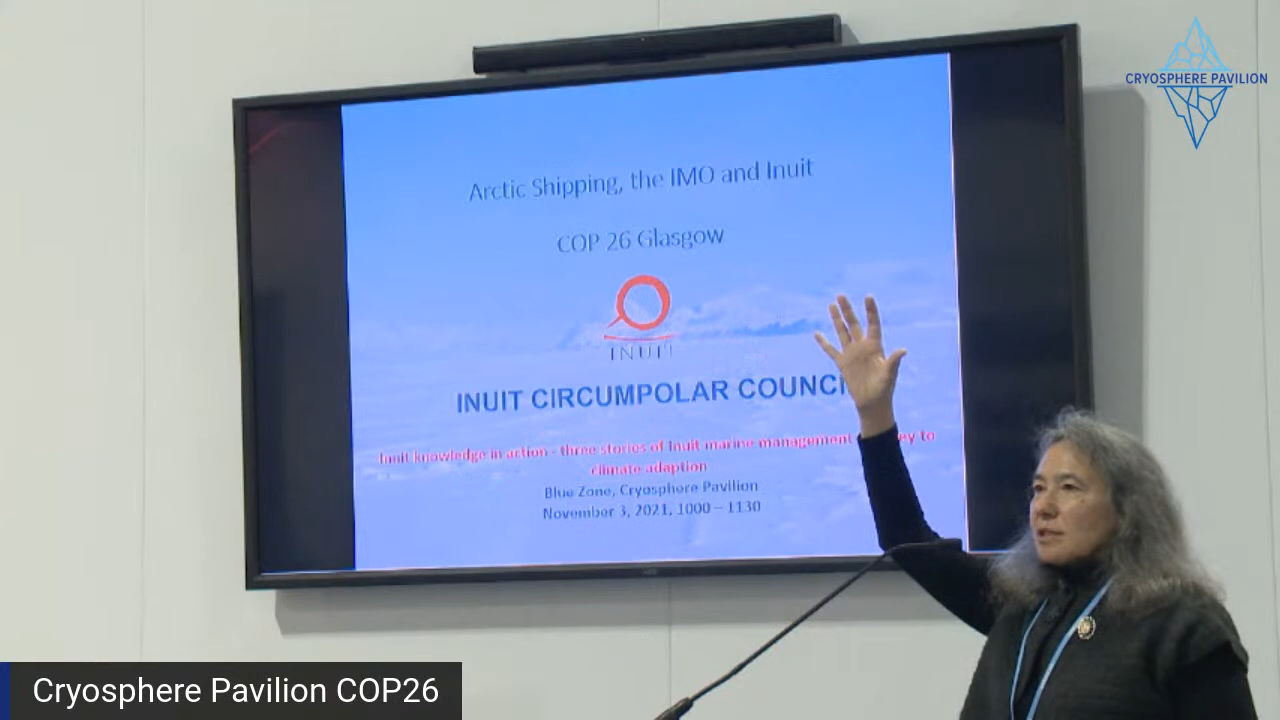 CRYOSPHERE PAVILION
Arctic Shipping, the IMO and Inuit
COP 26 Glasgow
INUIT
INUIT CIRCUMPOLAR COUNCI
Inuit knowledge in action - three stories of Inuit marine management to
climate adaption
Blue Zone, Cryosphere Pavilion
November 3, 2021, 1000 – 1130
Cryosphere Pavilion COP26